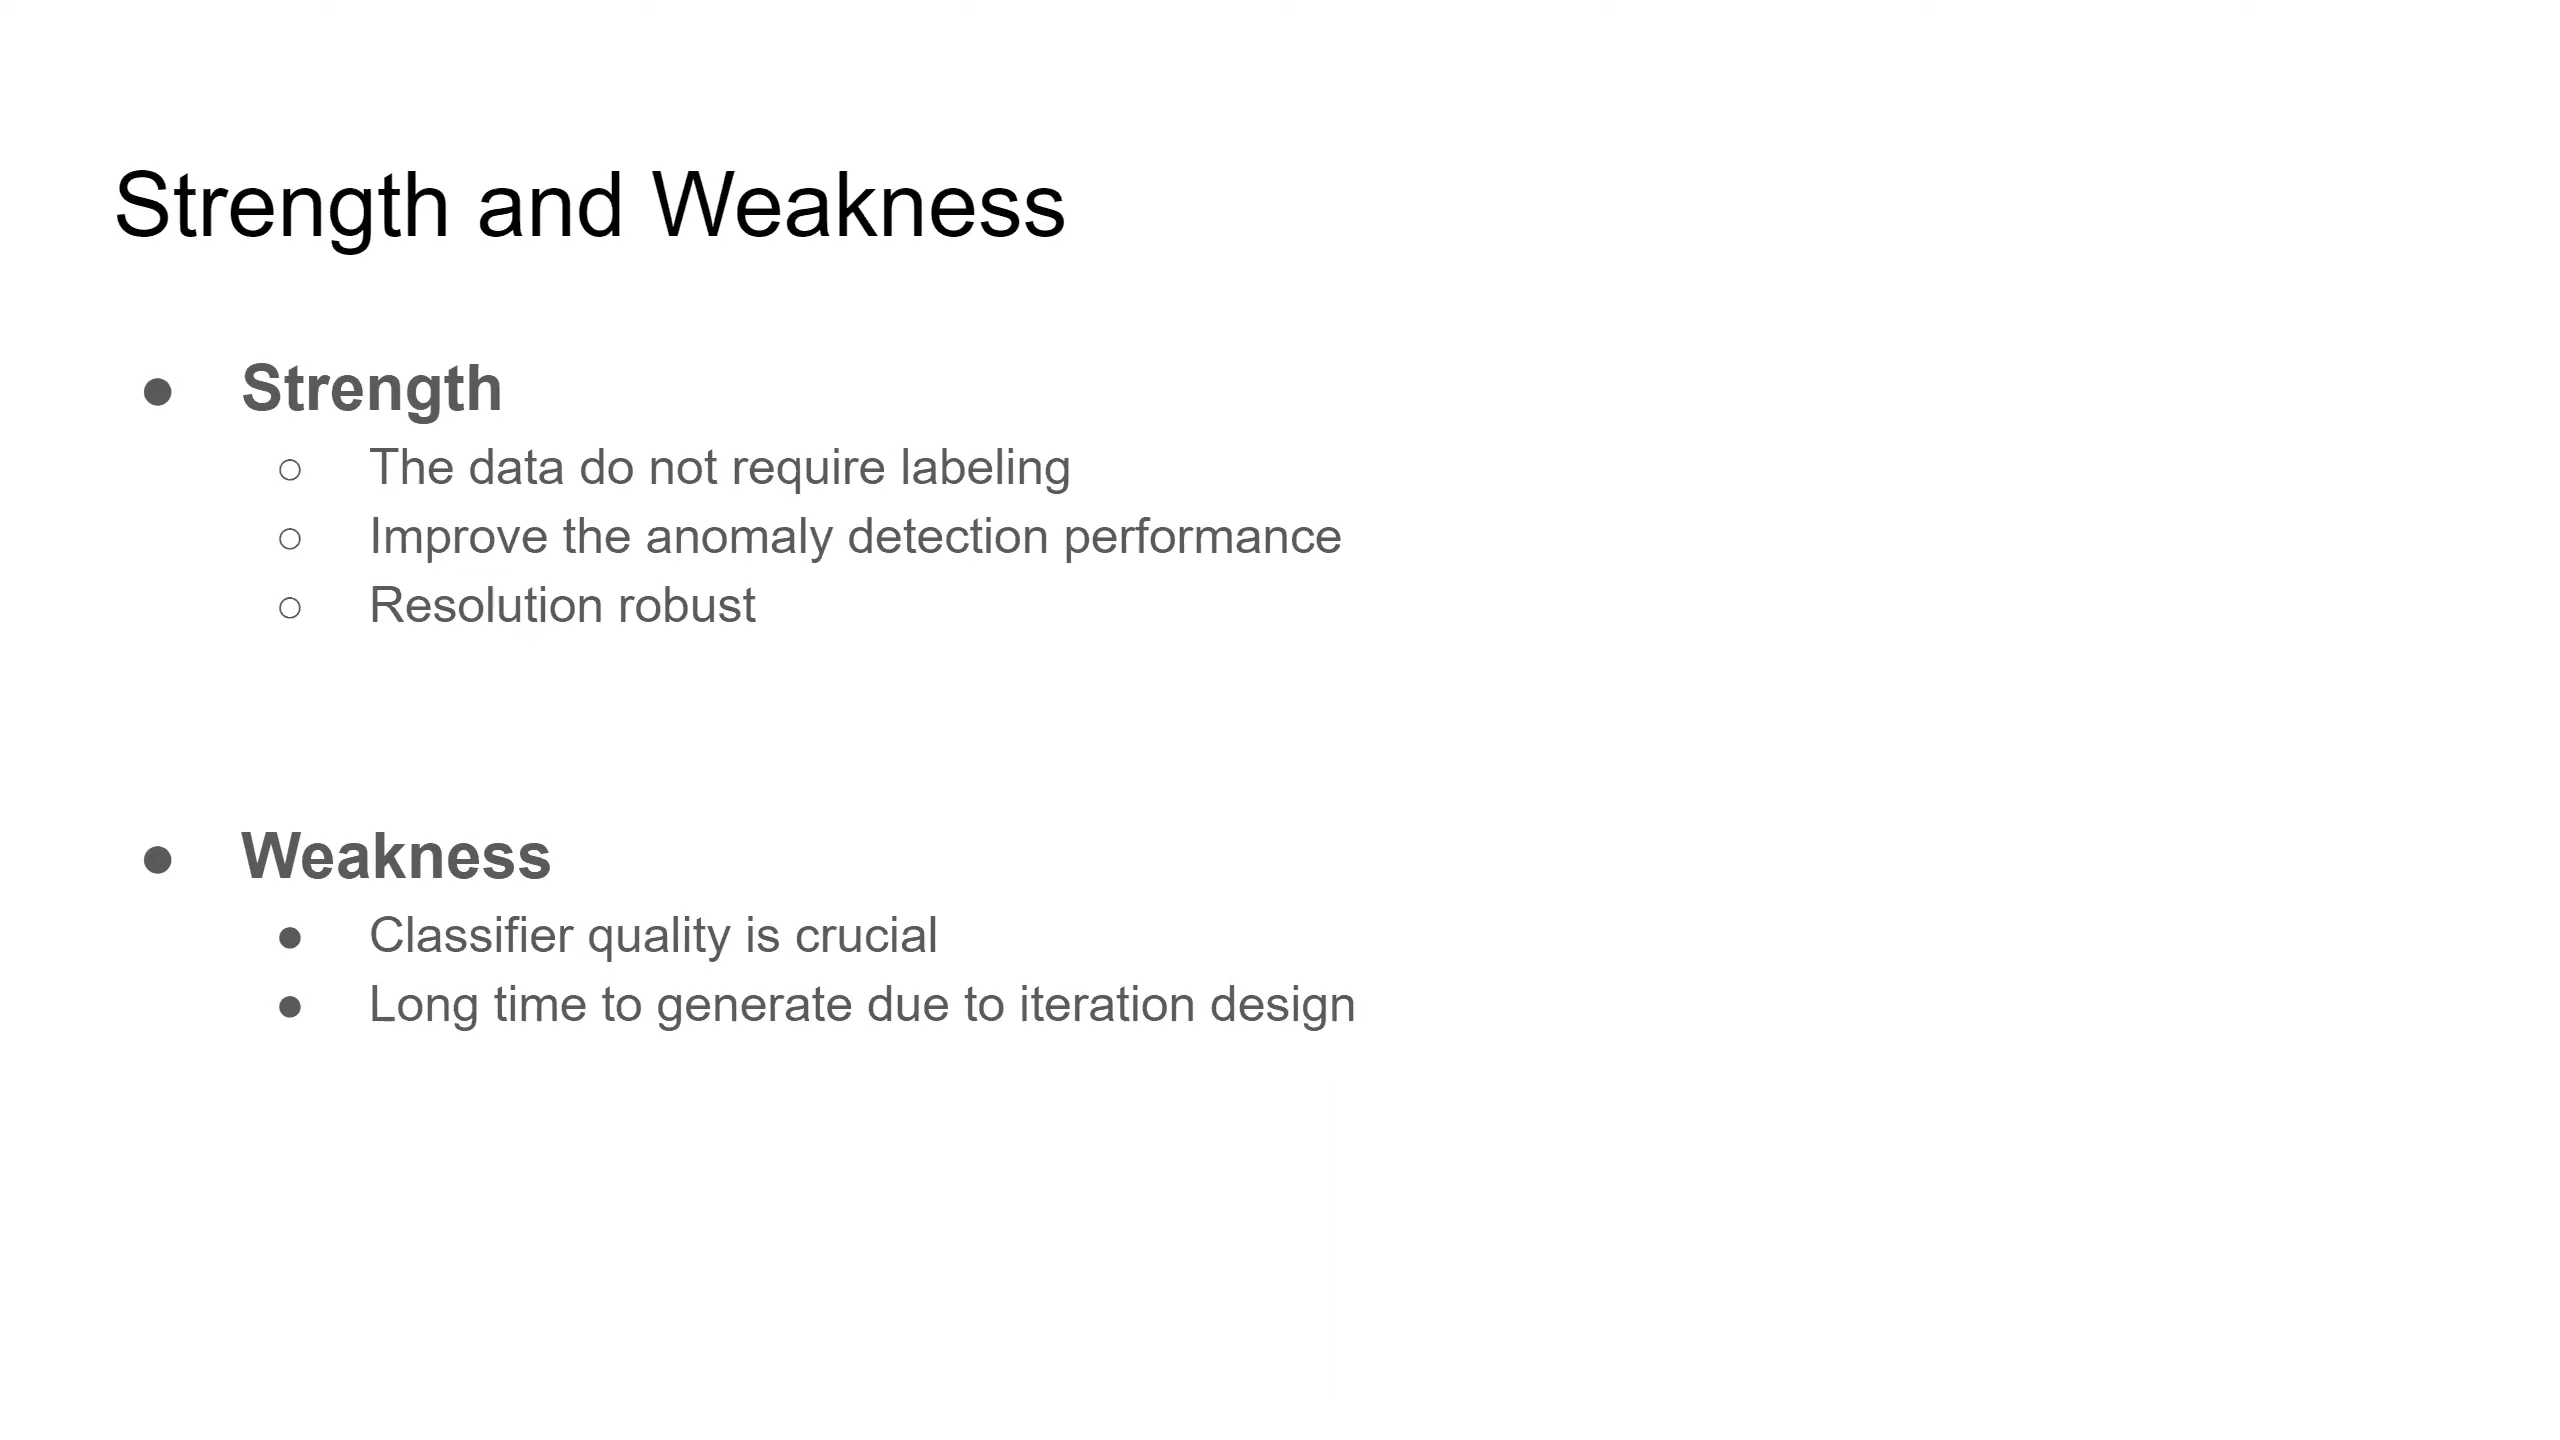 Strength and Weakness
● Strength
○ The data do not require labeling
○ Improve the anomaly detection performance
○ Resolution robust
● Weakness
● Classifier quality is crucial
● Long time to generate due to iteration design